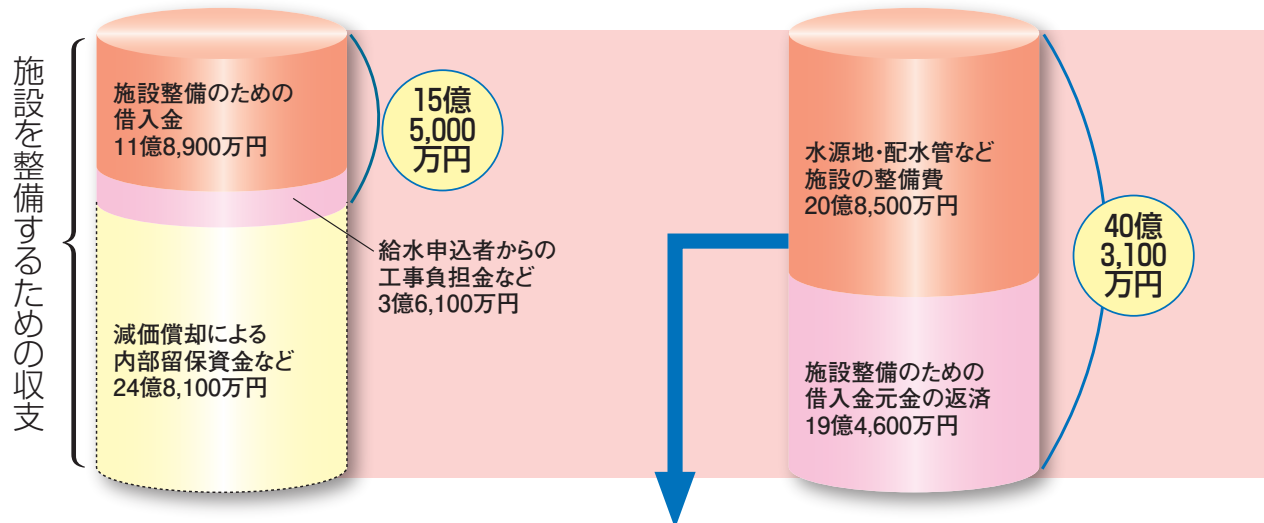 施設を整備するための収支
施設整備のための
借入金
11億8,900万円
15億
5,000
万円
給水申込者からの
工事負担金など
3億6,100万円
減価償却による
内部留保資金など
24億8,100万円
水源地・配水管など
施設の整備費
20億8,500万円
40億
3,100
万円
施設整備のための
借入金元金の返済
19億4,600万円